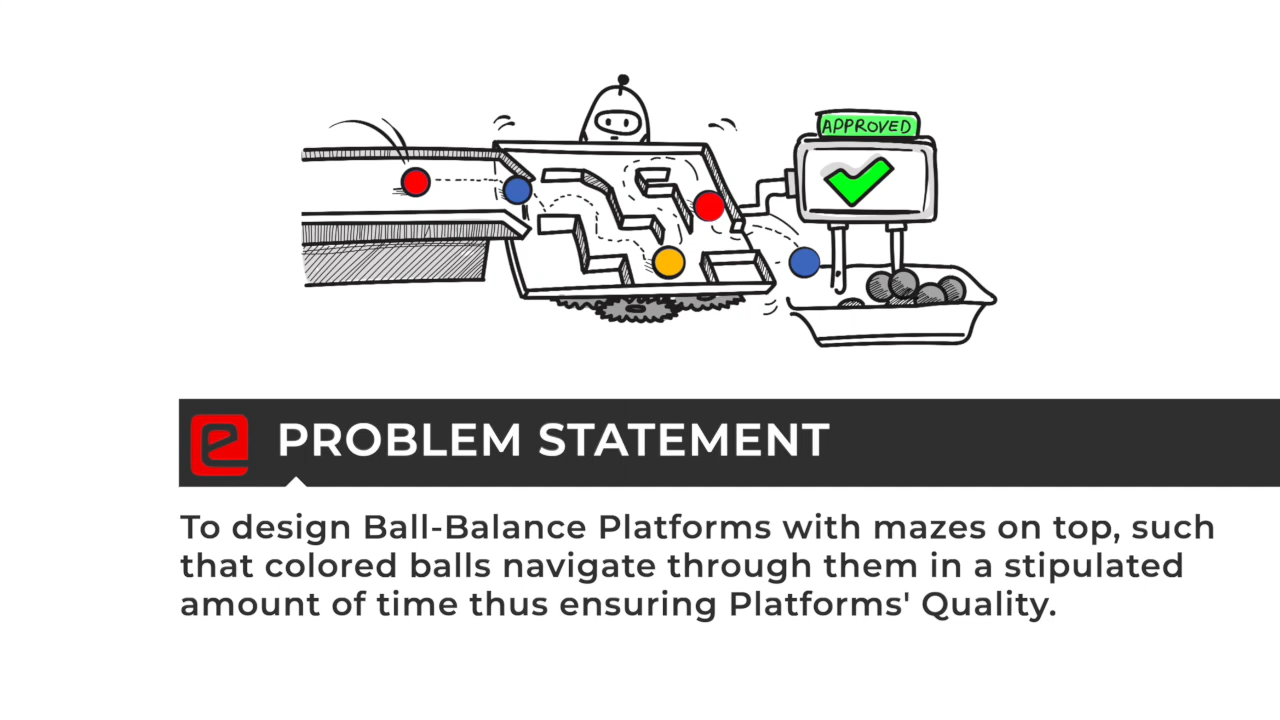 APPROVED
PROBLEM STATEMENT
To design Ball-Balance Platforms with mazes on top, such
that colored balls navigate through them in a stipulated
amount of time thus ensuring Platforms' Quality.